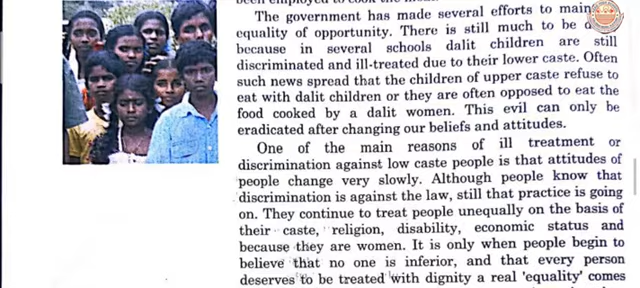 The government has made several efforts to main
equality of opportunity. There is still much to be d
because in several schools dalit children are still
discriminated and ill-treated due to their lower caste. Often
such news spread that the children of upper caste refuse to
eat with dalit children or they are often opposed to eat the
food cooked by a dalit women. This evil can only be
eradicated after changing our beliefs and attitudes.
One of the main reasons of ill treatment or
discrimination against low caste people is that attitudes of
people change very slowly. Although people know that
discrimination is against the law, still that practice is going
on. They continue to treat people unequally on the basis of
their caste, religion, disability, economic status and
because they are women. It is only when people begin to
believe that no one is inferior, and that every person
deserves to be treated with dignity a real 'equality' comes